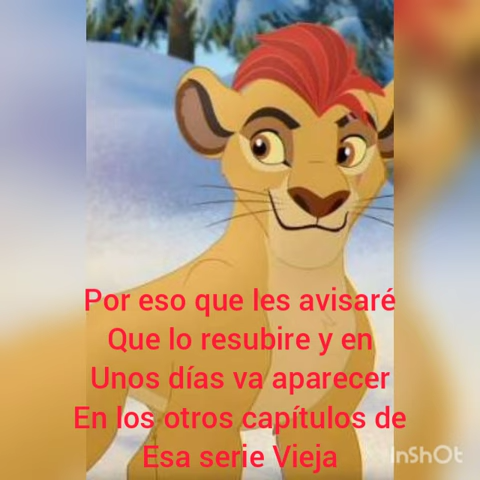 Por eso que les avisaré
Que lo resubire y en
Unos días va aparecer
En los otros capítulos de
Esa serie Vieja
InShOt